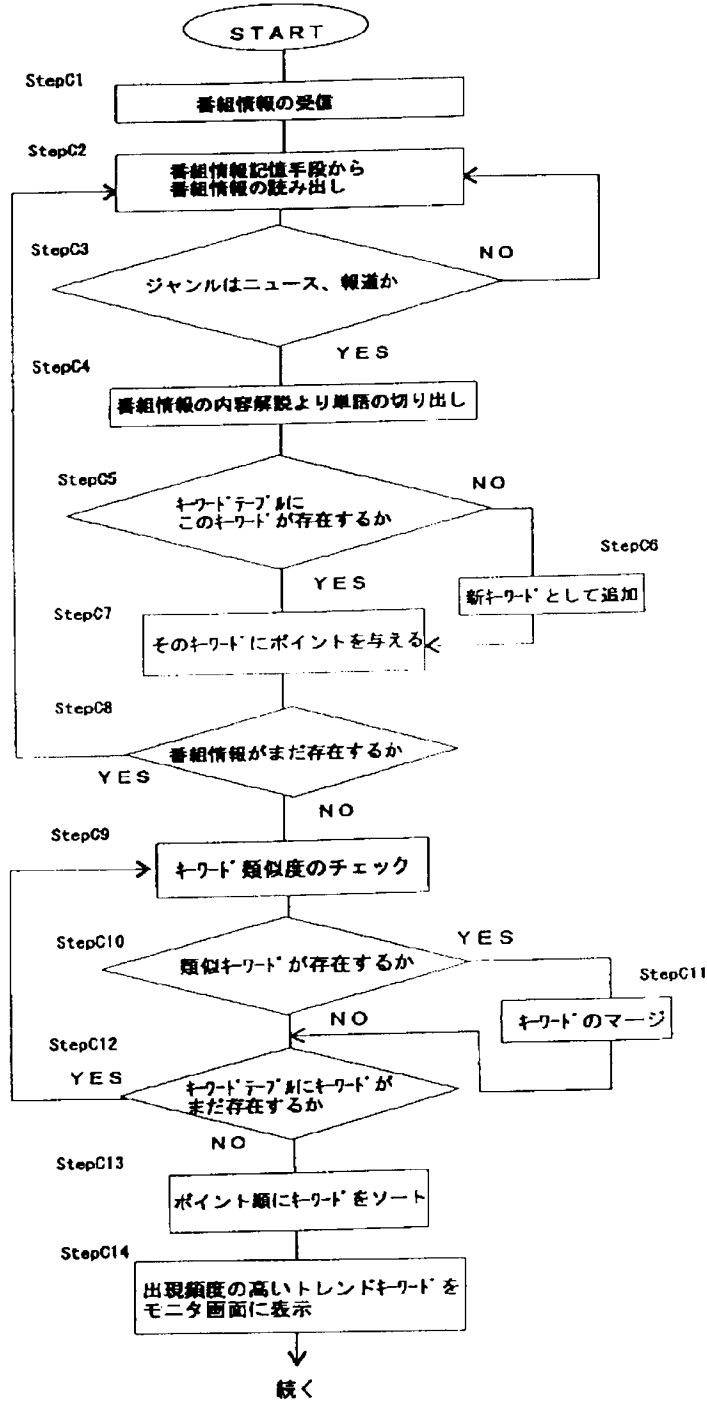 START
StepC1
番組情報の受信
StepC2
番組情報記憶手段から
番組情報の読み出し
StepC3
NO
ジャンルはニュース、報道か
YES
StepC4
番組情報の内容解説より単語の切り出し
StepC5
NO
ｷｰﾜｰﾄﾞﾃｰﾌﾞﾙに
このｷｰﾜｰﾄﾞが存在するか
StepC6
YES
新ｷｰﾜｰﾄﾞとして追加
StepC7
そのｷｰﾜｰﾄﾞにポイントを与える
StepC8
番組情報がまだ存在するか
YES
NO
StepC9
ｷｰﾜｰﾄﾞ類似度のチェック
StepC10
YES
類似ｷｰﾜｰﾄﾞが存在するか
StepC11
NO
ｷｰﾜｰﾄﾞのマージ
StepC12
YES
ｷｰﾜｰﾄﾞﾃｰﾌﾞﾙにｷｰﾜｰﾄﾞが
まだ存在するか
NO
StepC13
ポイント順にｷｰﾜｰﾄﾞをソート
StepC14
出現頻度の高いトレンドｷｰﾜｰﾄﾞを
モニタ画面に表示
続く